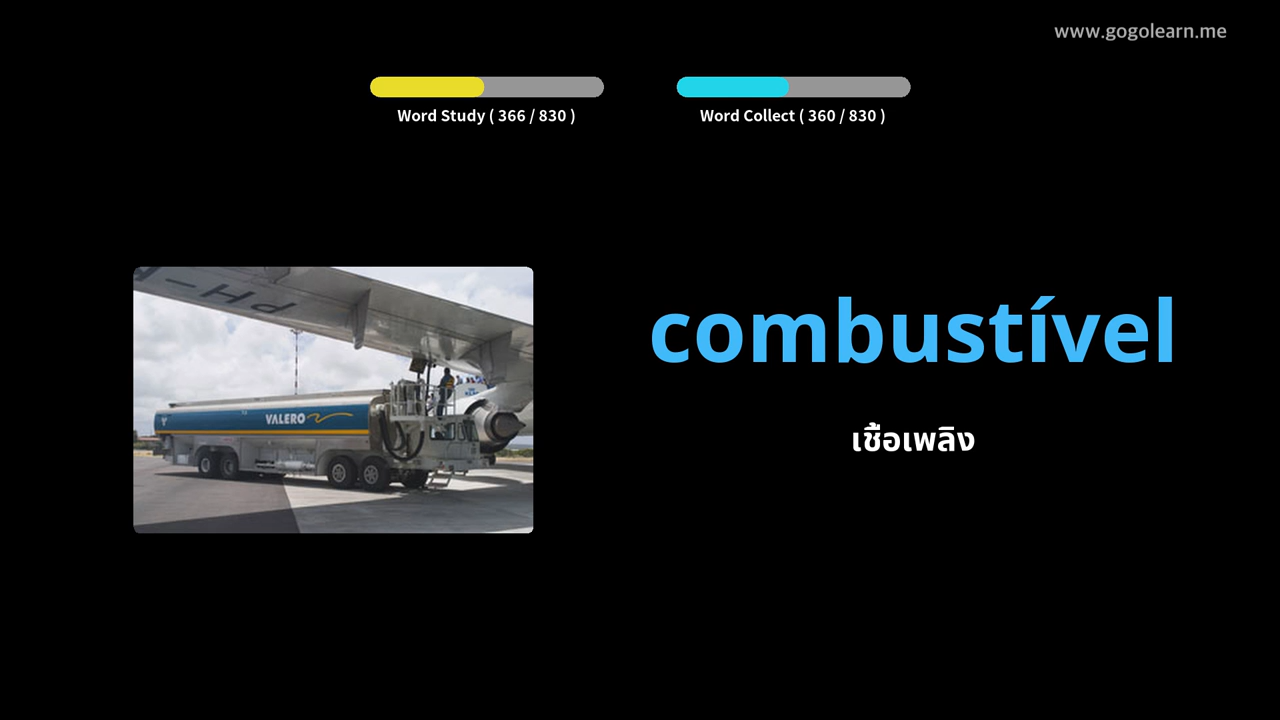 www.gogolearn.me
Word Study ( 366 / 830 )
Word Collect ( 360 / 830 )
PH-
VALERO
combustível
เชื้อเพลิง